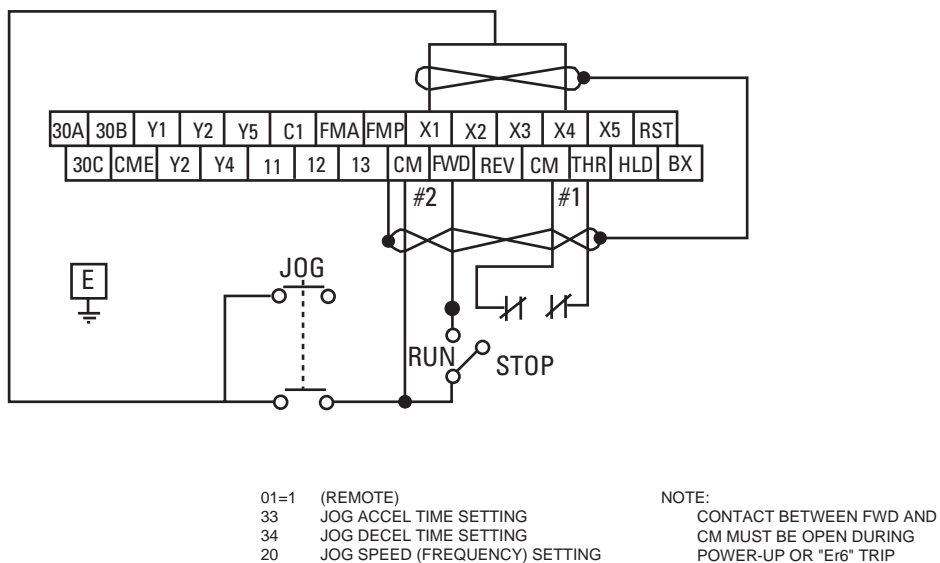 30A 30B Y1 Y2 Y5 C1 FMA FMP X1 X2 X3 X4 X5 RST
30C CME Y2 Y4 11 12 13 CM FWD REV CM THR HLD BX
#2 #1
E
JOG
RUN
STOP
01=1 (REMOTE)
33 JOG ACCEL TIME SETTING
34 JOG DECEL TIME SETTING
20 JOG SPEED (FREQUENCY) SETTING
NOTE:
CONTACT BETWEEN FWD AND
CM MUST BE OPEN DURING
POWER-UP OR "Er6" TRIP